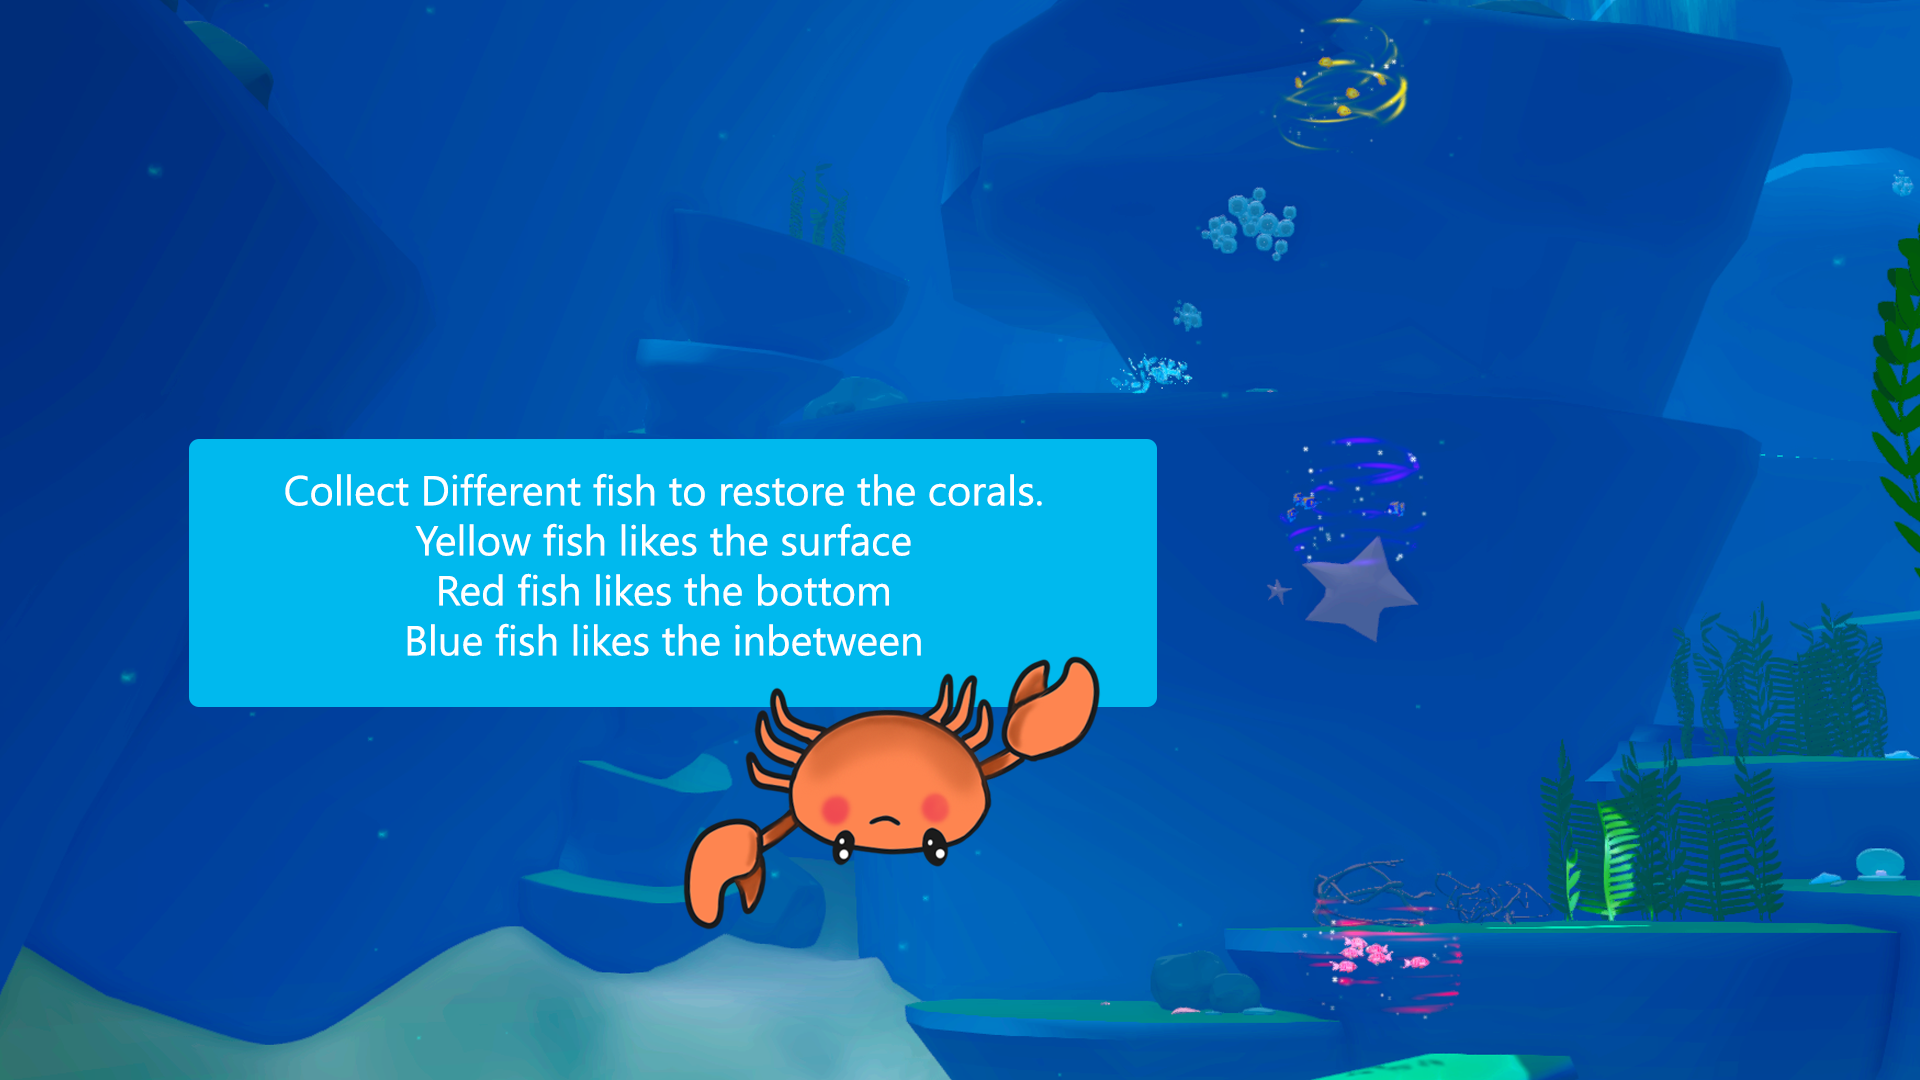 Collect Different fish to restore the corals.
Yellow fish likes the surface
Red fish likes the bottom
Blue fish likes the inbetween